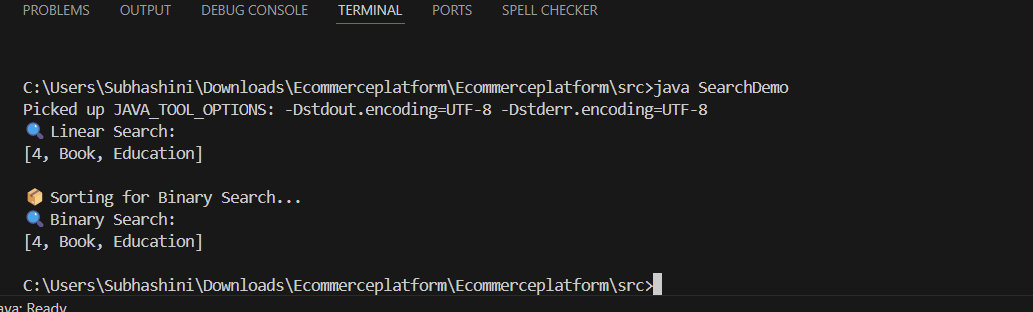 PROBLEMS OUTPUT DEBUG CONSOLE TERMINAL PORTS SPELL CHECKER
C:\Users\Subhashini\Downloads\Ecommerceplatform\Ecommerceplatform\src>java SearchDemo
Picked up JAVA_TOOL_OPTIONS: -Dstdout.encoding=UTF-8 -Dstderr.encoding=UTF-8
🔍 Linear Search:
[4, Book, Education]
📦 Sorting for Binary Search...
🔍 Binary Search:
[4, Book, Education]
C:\Users\Subhashini\Downloads\Ecommerceplatform\Ecommerceplatform\src>
ava: Ready